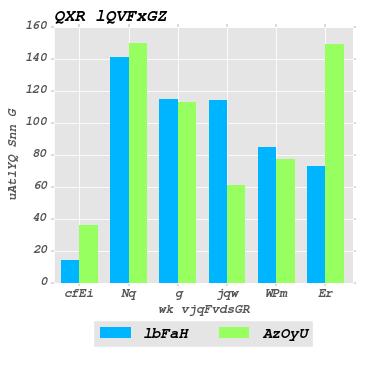 QXR lQVFxGZ
160
140
120
100
80
60
40
20
0
uAtlYQ Snn G
cfEi Nq g jqw WPm Er
wk vjqFvdsGR
lbFaH AzOyU